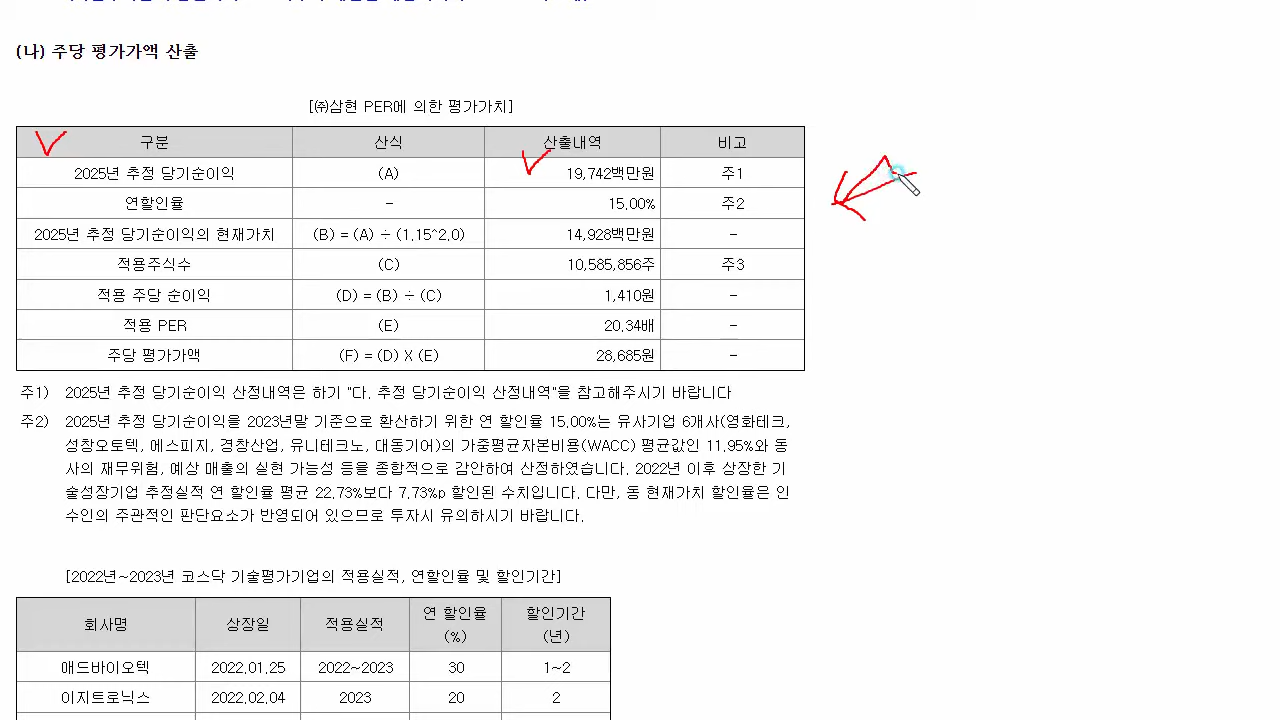 (나) 주당 평가가액 산출
[㈜삼현 PER에 의한 평가가치]
구분 산식 산출내역 비고
2025년 추정 당기순이익 (A) 19,742백만원 주1
연할인율 - 15.00% 주2
2025년 추정 당기순이익의 현재가치 (B) = (A) ÷ (1.15^2.0) 14,928백만원 -
적용주식수 (C) 10,585,856주 주3
적용 주당 순이익 (D) = (B) ÷ (C) 1,410원 -
적용 PER (E) 20.34배 -
주당 평가가액 (F) = (D) X (E) 28,685원 -
주1) 2025년 추정 당기순이익 산정내역은 하기 "다. 추정 당기순이익 산정내역"을 참고해주시기 바랍니다
주2) 2025년 추정 당기순이익을 2023년말 기준으로 환산하기 위한 연 할인율 15.00%는 유사기업 6개사(영화테크,
성창오토텍, 에스피지, 경창산업, 유니테크노, 대동기어)의 가중평균자본비용(WACC) 평균값인 11.95%와 동
사의 재무위험, 예상 매출의 실현 가능성 등을 종합적으로 감안하여 산정하였습니다. 2022년 이후 상장한 기
술성장기업 추정실적 연 할인율 평균 22.73%보다 7.73%p 할인된 수치입니다. 다만, 동 현재가치 할인율은 인
수인의 주관적인 판단요소가 반영되어 있으므로 투자시 유의하시기 바랍니다.
[2022년~2023년 코스닥 기술평가기업의 적용실적, 연할인율 및 할인기간]
회사명 상장일 적용실적 연 할인율 (%) 할인기간 (년)
애드바이오텍 2022.01.25 2022~2023 30 1~2
이지트로닉스 2022.02.04 2023 20 2